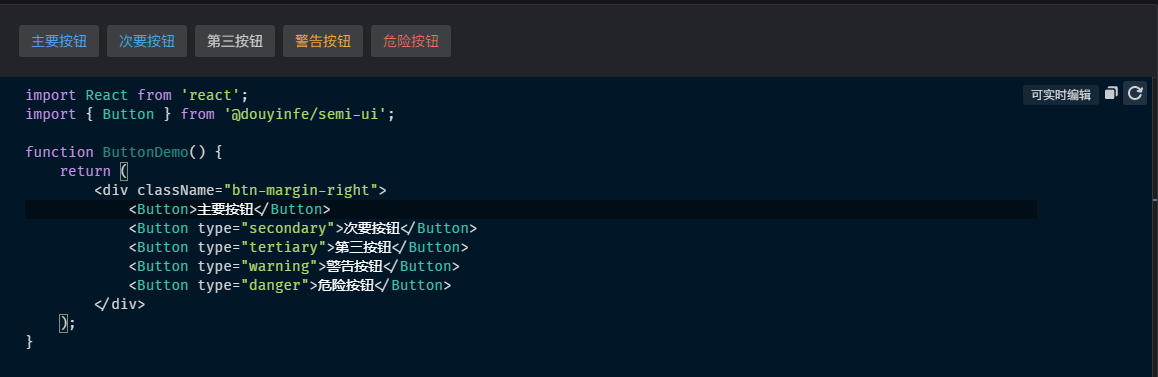 主要按钮 次要按钮 第三按钮 警告按钮 危险按钮
可实时编辑
import React from 'react';
import { Button } from '@douyinfe/semi-ui';
function ButtonDemo() {
    return (
        <div className="btn-margin-right">
            <Button>主要按钮</Button>
            <Button type="secondary">次要按钮</Button>
            <Button type="tertiary">第三按钮</Button>
            <Button type="warning">警告按钮</Button>
            <Button type="danger">危险按钮</Button>
        </div>
    );
}